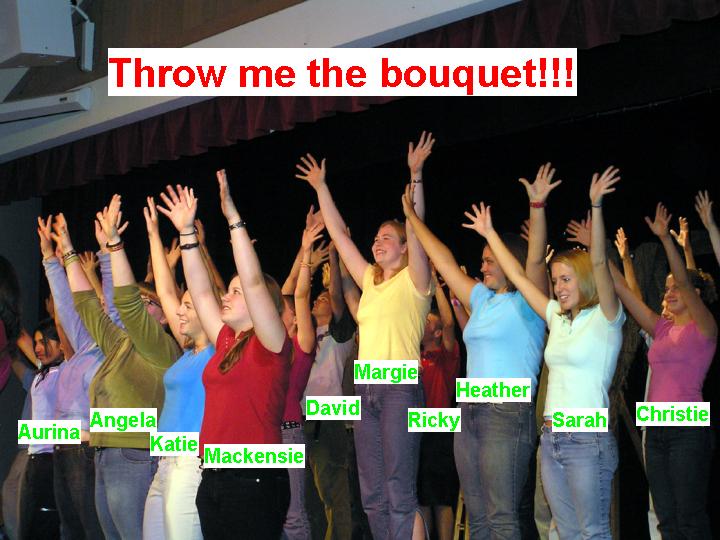 Throw me the bouquet!!!
Margie
Heather
David
Christie
Angela
Ricky
Sarah
Aurina
Katie
Mackensie